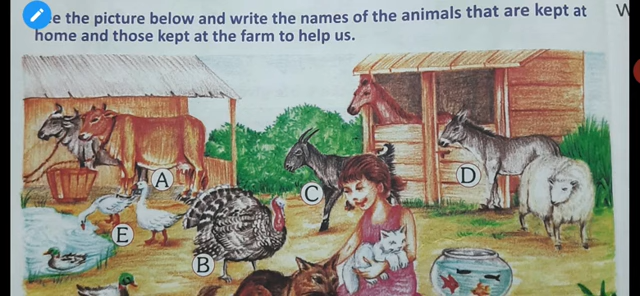 e the picture below and write the names of the animals that are kept at
home and those kept at the farm to help us.
W
A
C
D
E
B